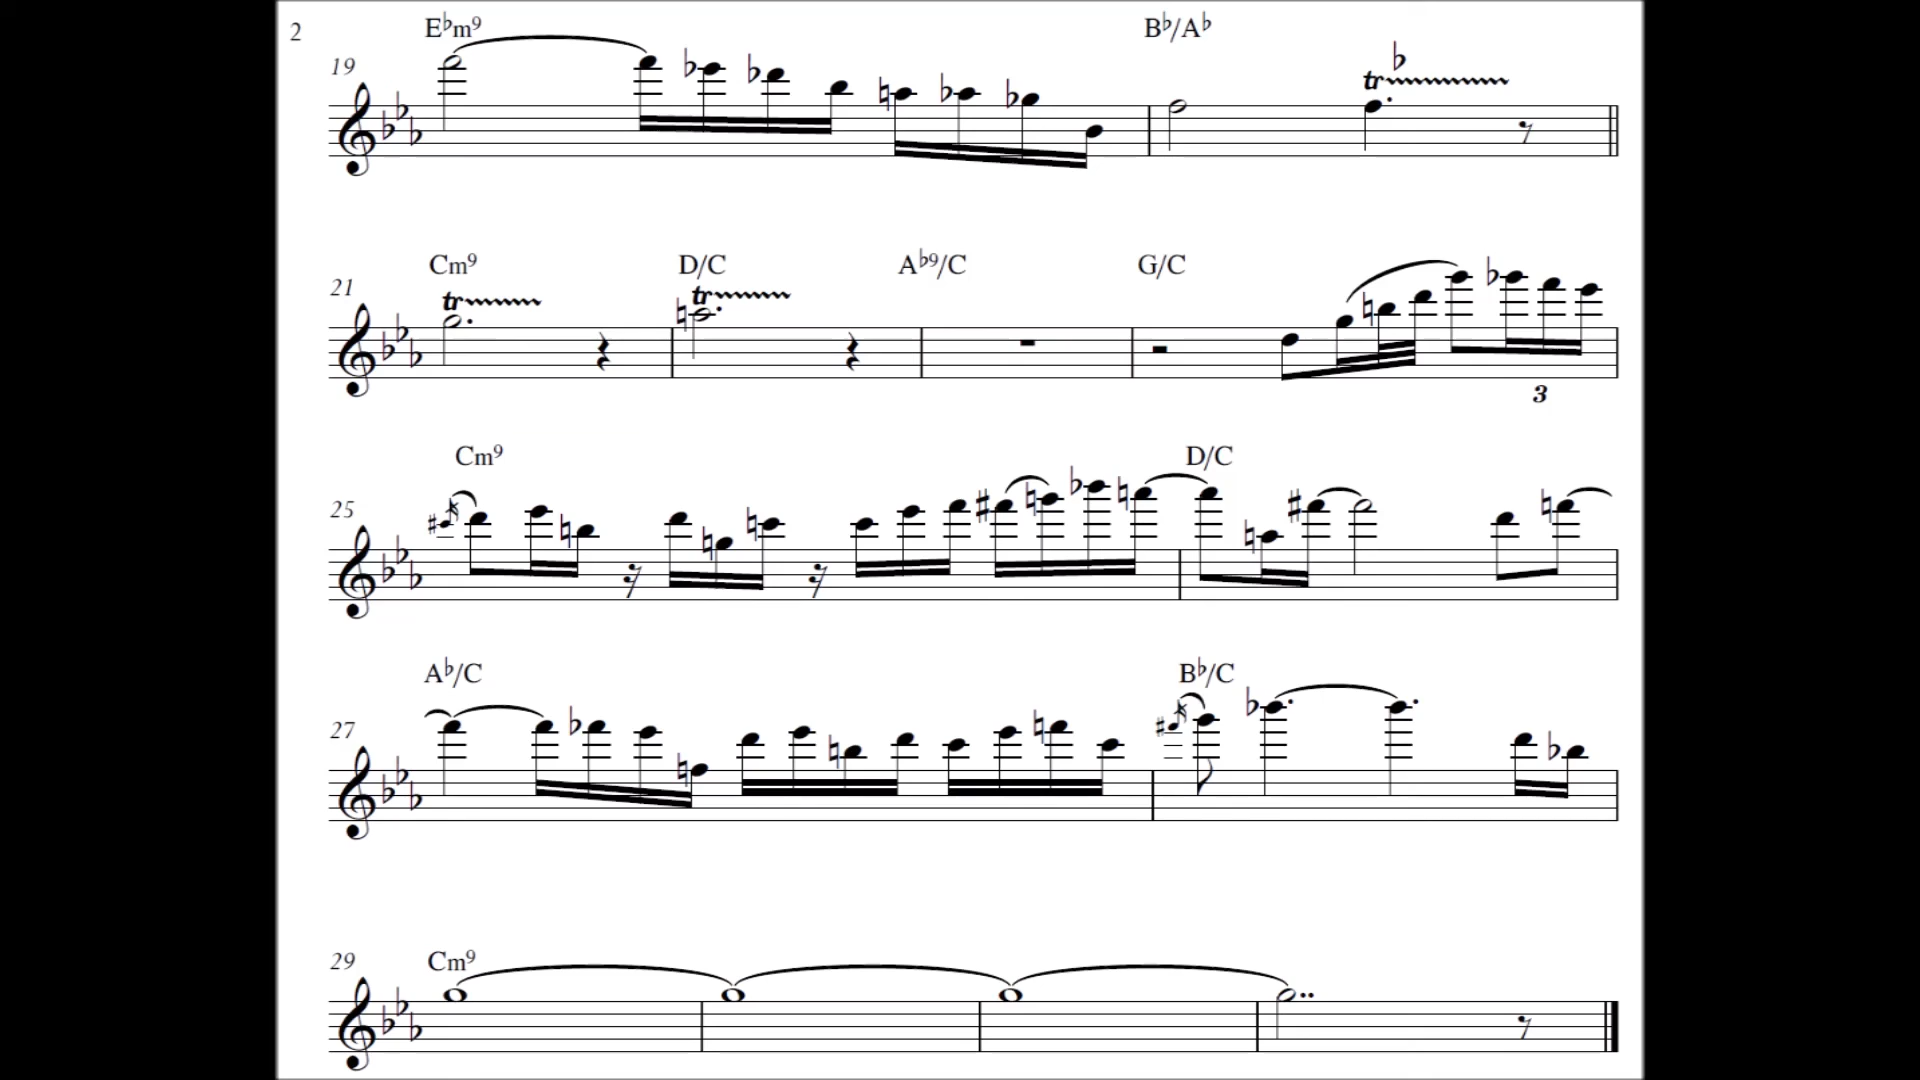 2
E♭m9 B♭/A♭
19
tr
21
Cm9 D/C A♭9/C G/C
tr tr
3
25
Cm9 D/C
27
A♭/C B♭/C
29
Cm9